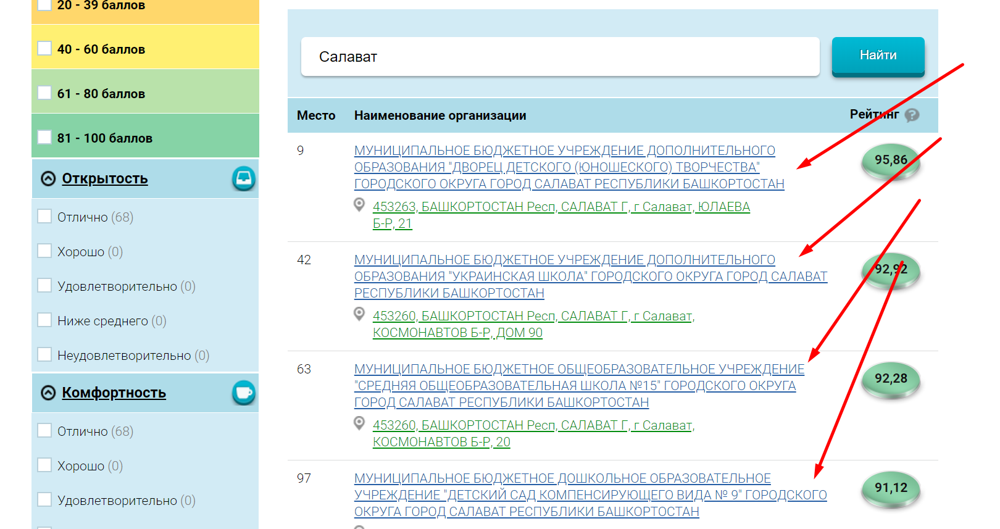 20 - 39 баллов
40 - 60 баллов
61 - 80 баллов
81 - 100 баллов
Открытость
Отлично (68)
Хорошо (0)
Удовлетворительно (0)
Ниже среднего (0)
Неудовлетворительно (0)
Комфортность
Отлично (68)
Хорошо (0)
Удовлетворительно (0)
Салават
Найти
Место Наименование организации Рейтинг ?
9
МУНИЦИПАЛЬНОЕ БЮДЖЕТНОЕ УЧРЕЖДЕНИЕ ДОПОЛНИТЕЛЬНОГО
ОБРАЗОВАНИЯ "ДВОРЕЦ ДЕТСКОГО (ЮНОШЕСКОГО) ТВОРЧЕСТВА"
ГОРОДСКОГО ОКРУГА ГОРОД САЛАВАТ РЕСПУБЛИКИ БАШКОРТОСТАН
453263, БАШКОРТОСТАН Респ, САЛАВАТ Г, г Салават, ЮЛАЕВА
Б-Р, 21
95,86
42
МУНИЦИПАЛЬНОЕ БЮДЖЕТНОЕ УЧРЕЖДЕНИЕ ДОПОЛНИТЕЛЬНОГО
ОБРАЗОВАНИЯ "УКРАИНСКАЯ ШКОЛА" ГОРОДСКОГО ОКРУГА ГОРОД САЛАВАТ
РЕСПУБЛИКИ БАШКОРТОСТАН
453260, БАШКОРТОСТАН Респ, САЛАВАТ Г, г Салават,
КОСМОНАВТОВ Б-Р, ДОМ 90
92,92
63
МУНИЦИПАЛЬНОЕ БЮДЖЕТНОЕ ОБЩЕОБРАЗОВАТЕЛЬНОЕ УЧРЕЖДЕНИЕ
"СРЕДНЯЯ ОБЩЕОБРАЗОВАТЕЛЬНАЯ ШКОЛА №15" ГОРОДСКОГО ОКРУГА
ГОРОД САЛАВАТ РЕСПУБЛИКИ БАШКОРТОСТАН
453260, БАШКОРТОСТАН Респ, САЛАВАТ Г, г Салават,
КОСМОНАВТОВ Б-Р, 20
92,28
97
МУНИЦИПАЛЬНОЕ БЮДЖЕТНОЕ ДОШКОЛЬНОЕ ОБРАЗОВАТЕЛЬНОЕ
УЧРЕЖДЕНИЕ "ДЕТСКИЙ САД КОМПЕНСИРУЮЩЕГО ВИДА № 9" ГОРОДСКОГО
ОКРУГА ГОРОД САЛАВАТ РЕСПУБЛИКИ БАШКОРТОСТАН
91,12